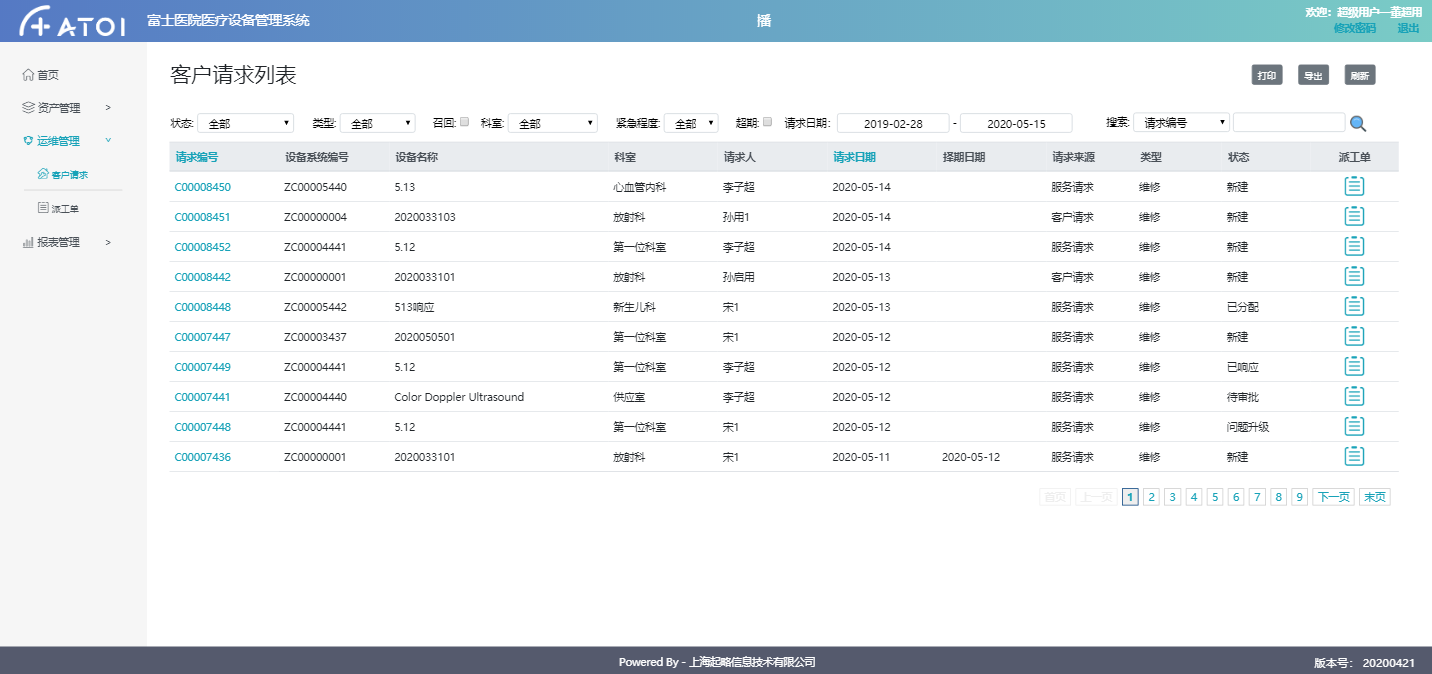 ATOI 富士医院医疗设备管理系统 播 欢迎: 超级用户—董超用
修改密码 退出
首页
资产管理 >
运维管理
客户请求
派工单
报表管理 >
客户请求列表 打印 导出 刷新
状态: 全部 类型: 全部 召回: 科室: 全部 紧急程度: 全部 超期: 请求日期: 2019-02-28 - 2020-05-15 搜索: 请求编号
请求编号 设备系统编号 设备名称 科室 请求人 请求日期 择期日期 请求来源 类型 状态 派工单
C00008450 ZC00005440 5.13 心血管内科 李子超 2020-05-14 服务请求 维修 新建
C00008451 ZC00000004 2020033103 放射科 孙用1 2020-05-14 客户请求 维修 新建
C00008452 ZC00004441 5.12 第一位科室 李子超 2020-05-14 服务请求 维修 新建
C00008442 ZC00000001 2020033101 放射科 孙启用 2020-05-13 客户请求 维修 新建
C00008448 ZC00005442 513响应 新生儿科 宋1 2020-05-13 服务请求 维修 已分配
C00007447 ZC00003437 2020050501 第一位科室 宋1 2020-05-12 服务请求 维修 新建
C00007449 ZC00004441 5.12 第一位科室 李子超 2020-05-12 服务请求 维修 已响应
C00007441 ZC00004440 Color Doppler Ultrasound 供应室 李子超 2020-05-12 服务请求 维修 待审批
C00007448 ZC00004441 5.12 第一位科室 宋1 2020-05-12 服务请求 维修 问题升级
C00007436 ZC00000001 2020033101 放射科 宋1 2020-05-11 2020-05-12 服务请求 维修 新建
首页 上一页 1 2 3 4 5 6 7 8 9 下一页 末页
Powered By - 上海起略信息技术有限公司 版本号: 20200421